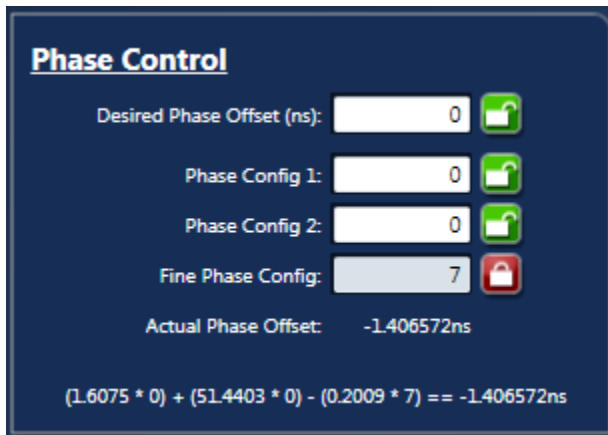 Phase Control
Desired Phase Offset (ns): 0
Phase Config 1: 0
Phase Config 2: 0
Fine Phase Config: 7
Actual Phase Offset: -1.406572ns
(1.6075 * 0) + (51.4403 * 0) - (0.2009 * 7) == -1.406572ns